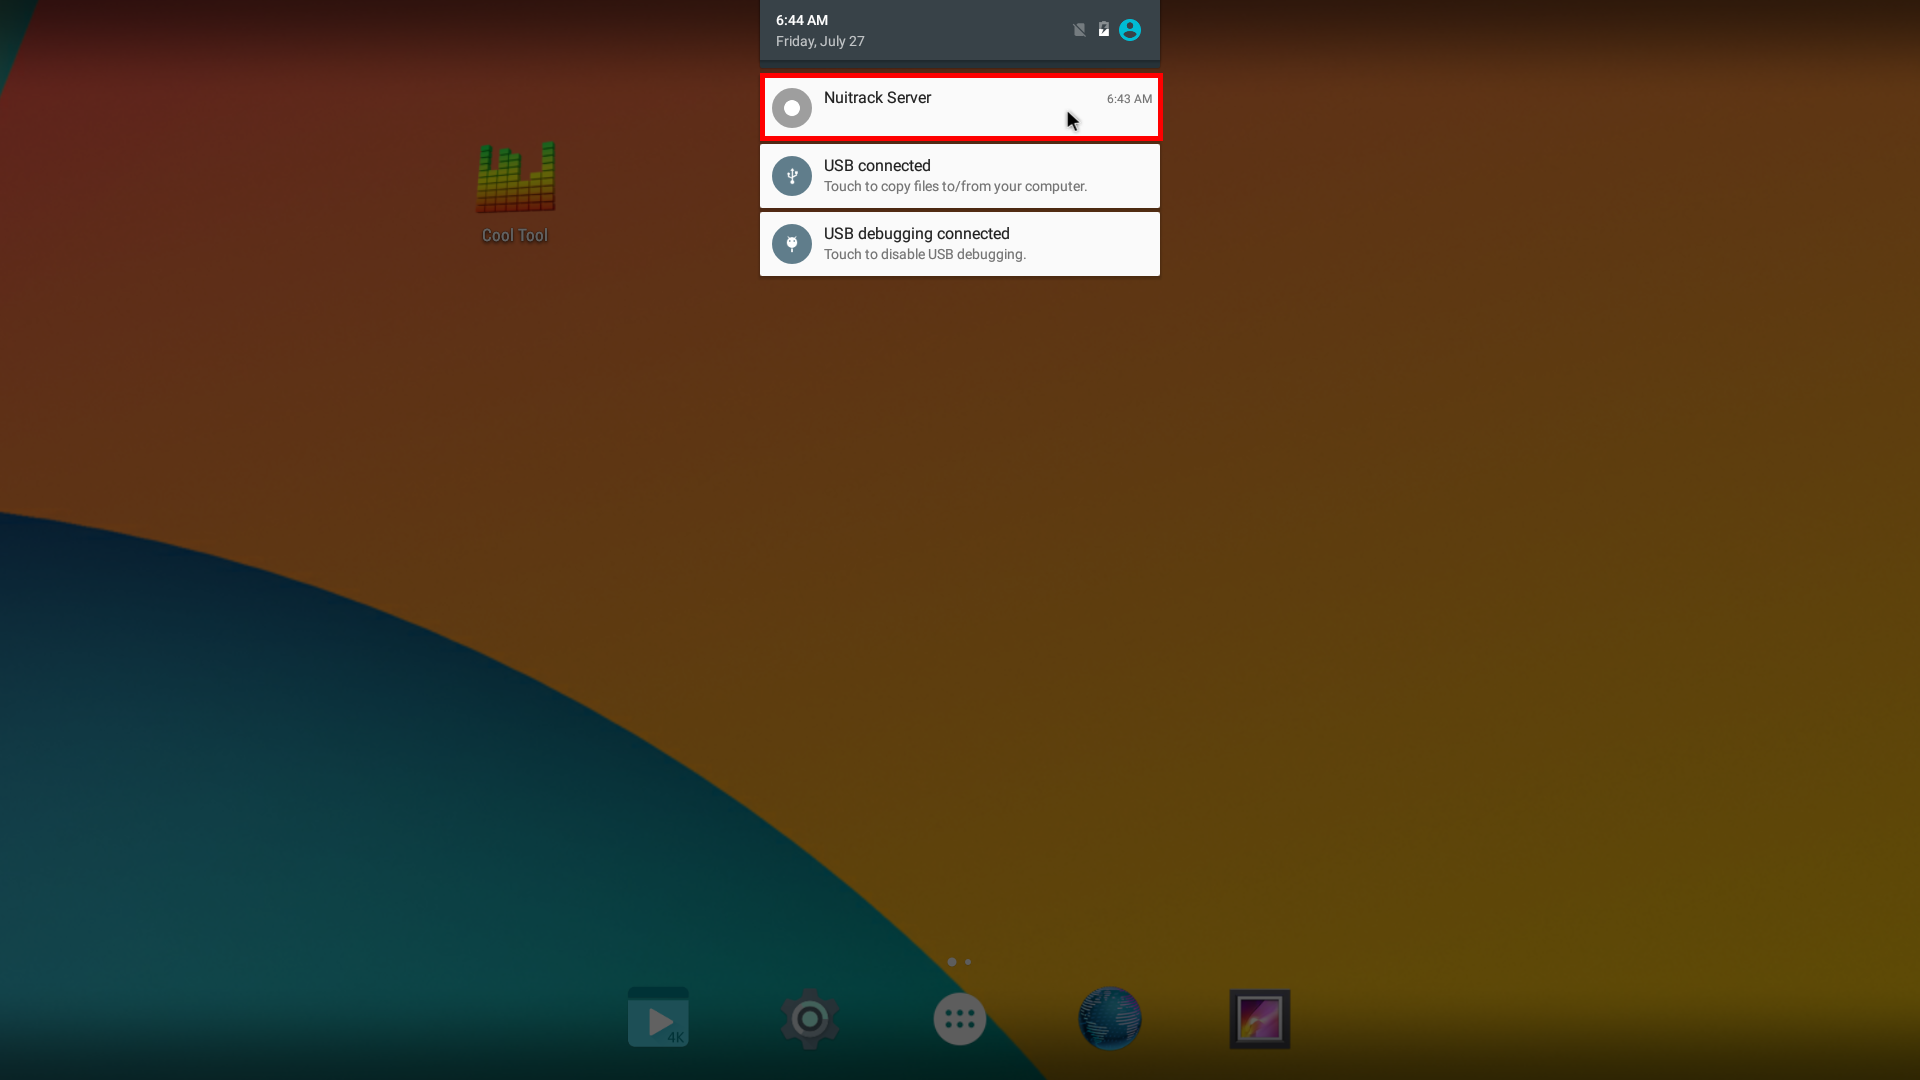 6:44 AM
Friday, July 27
Nuitrack Server
6:43 AM
USB connected
Touch to copy files to/from your computer.
USB debugging connected
Touch to disable USB debugging.
Cool Tool
4K